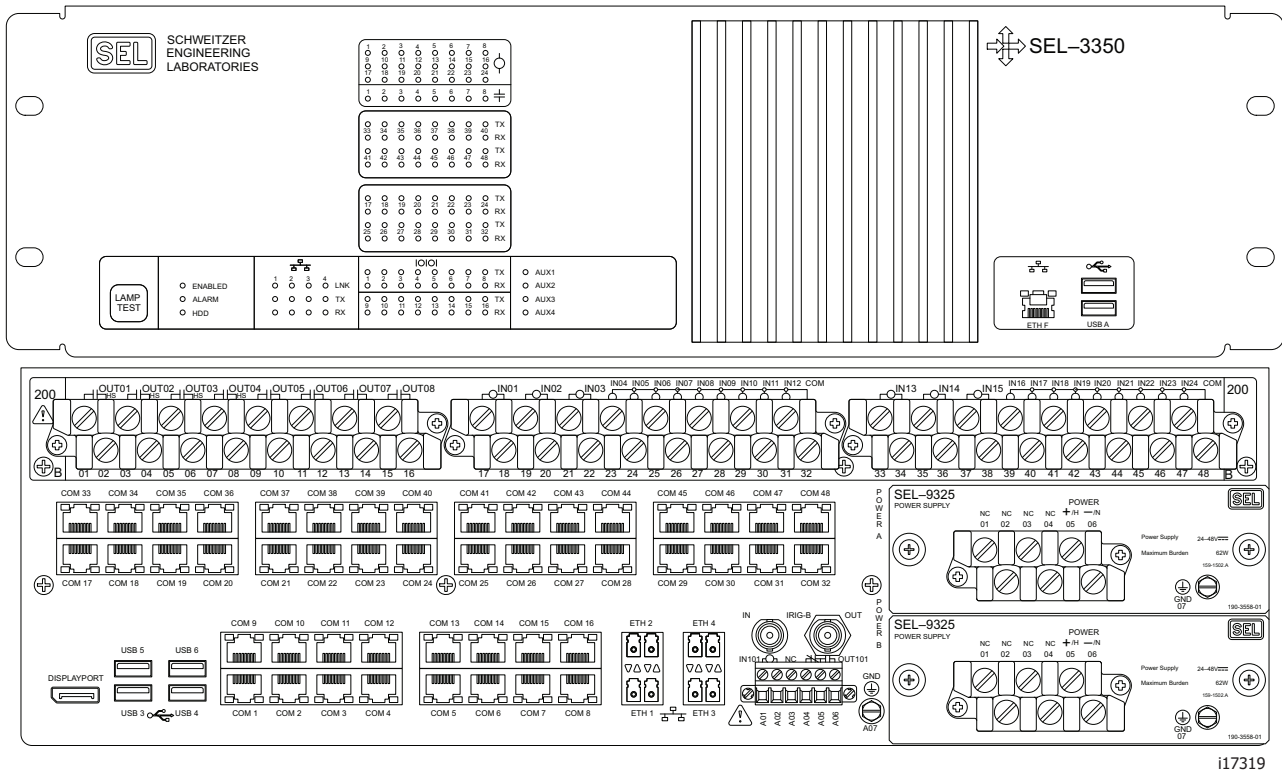 SEL SCHWEITZER
ENGINEERING
LABORATORIES
SEL–3350
1 2 3 4 5 6 7 8
9 10 11 12 13 14 15 16
17 18 19 20 21 22 23 24
1 2 3 4 5 6 7 8
TX
33 34 35 36 37 38 39 40
RX
TX
41 42 43 44 45 46 47 48
RX
TX
17 18 19 20 21 22 23 24
RX
TX
25 26 27 28 29 30 31 32
RX
LAMP
TEST
ENABLED
ALARM
HDD
1 2 3 4
LNK
TX
RX
IOIOI
TX
1 2 3 4 5 6 7 8
RX
TX
9 10 11 12 13 14 15 16
RX
AUX1
AUX2
AUX3
AUX4
ETH F
USB A
200
OUT01 OUT02 OUT03 OUT04 OUT05 OUT06 OUT07 OUT08
HS HS HS HS
IN01 IN02 IN03 IN04 IN05 IN06 IN07 IN08 IN09 IN10 IN11 IN12 COM
IN13 IN14 IN15 IN16 IN17 IN18 IN19 IN20 IN21 IN22 IN23 IN24 COM
200
B 01 02 03 04 05 06 07 08 09 10 11 12 13 14 15 16
17 18 19 20 21 22 23 24 25 26 27 28 29 30 31 32
33 34 35 36 37 38 39 40 41 42 43 44 45 46 47 48 B
COM 33 COM 34 COM 35 COM 36 COM 37 COM 38 COM 39 COM 40 COM 41 COM 42 COM 43 COM 44 COM 45 COM 46 COM 47 COM 48
COM 17 COM 18 COM 19 COM 20 COM 21 COM 22 COM 23 COM 24 COM 25 COM 26 COM 27 COM 28 COM 29 COM 30 COM 31 COM 32
POWER A
SEL–9325
POWER SUPPLY
SEL
POWER
NC NC NC NC +/H –/N
01 02 03 04 05 06
Power Supply 24–48V
Maximum Burden 62W
159-1502.A
GND
07
190-3558-01
POWER B
SEL–9325
POWER SUPPLY
SEL
POWER
NC NC NC NC +/H –/N
01 02 03 04 05 06
Power Supply 24–48V
Maximum Burden 62W
159-1502.A
GND
07
190-3558-01
COM 9 COM 10 COM 11 COM 12 COM 13 COM 14 COM 15 COM 16
ETH 2 ETH 4
IN IRIG-B OUT
USB 5 USB 6
DISPLAYPORT
USB 3 USB 4
COM 1 COM 2 COM 3 COM 4 COM 5 COM 6 COM 7 COM 8
ETH 1 ETH 3
IN101 NC OUT101
A01 A02 A03 A04 A05 A06
GND
A07
i17319